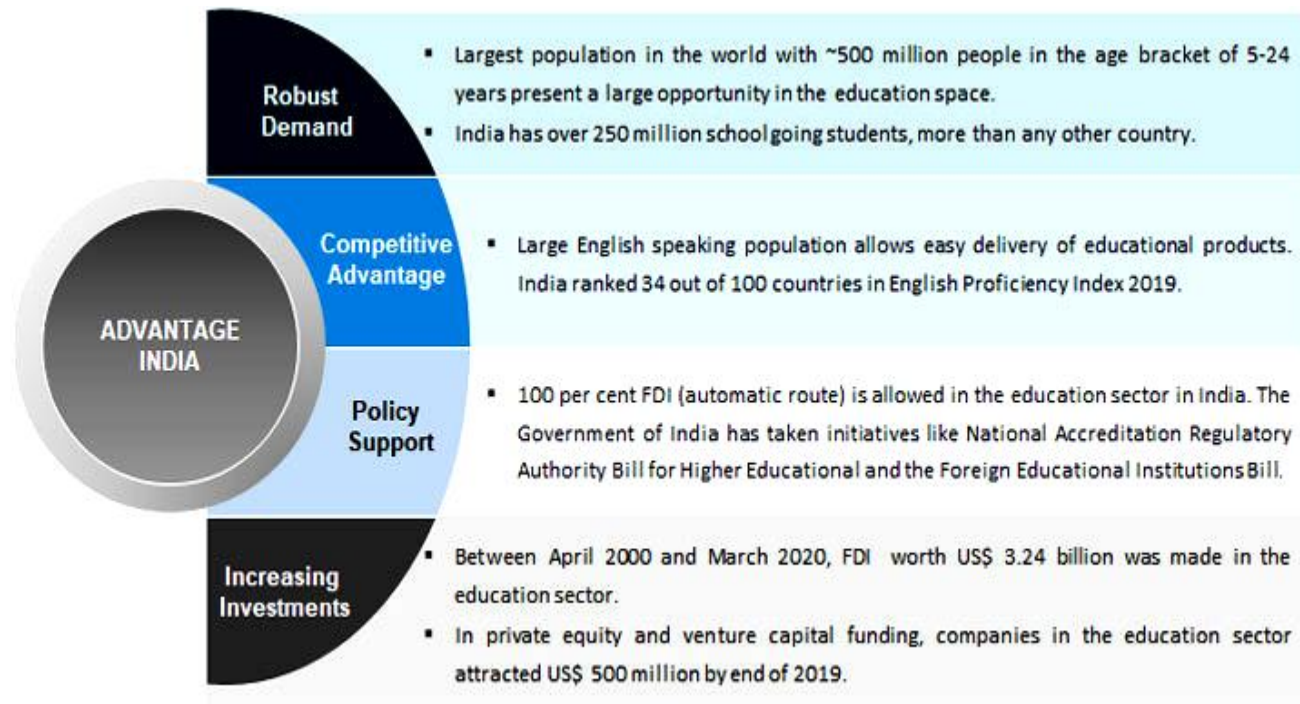 ADVANTAGE
INDIA
Robust
Demand
▪ Largest population in the world with ~500 million people in the age bracket of 5-24
years present a large opportunity in the education space.
▪ India has over 250 million school going students, more than any other country.
Competitive
Advantage
▪ Large English speaking population allows easy delivery of educational products.
India ranked 34 out of 100 countries in English Proficiency Index 2019.
Policy
Support
▪ 100 per cent FDI (automatic route) is allowed in the education sector in India. The
Government of India has taken initiatives like National Accreditation Regulatory
Authority Bill for Higher Educational and the Foreign Educational Institutions Bill.
Increasing
Investments
▪ Between April 2000 and March 2020, FDI worth US$ 3.24 billion was made in the
education sector.
▪ In private equity and venture capital funding, companies in the education sector
attracted US$ 500 million by end of 2019.